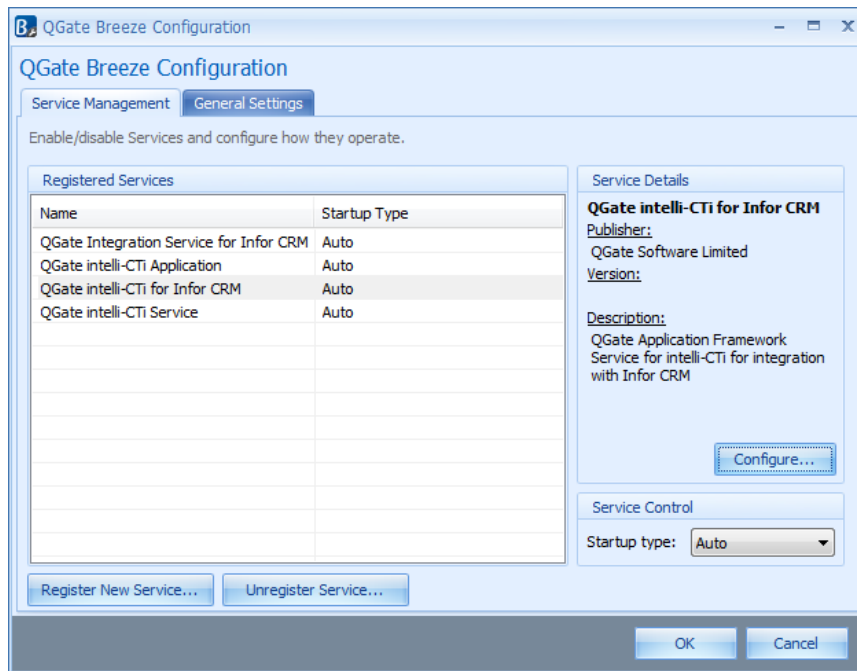 B QGate Breeze Configuration
QGate Breeze Configuration
Service Management General Settings
Enable/disable Services and configure how they operate.
Registered Services
Name Startup Type
QGate Integration Service for Infor CRM Auto
QGate intelli-CTi Application Auto
QGate intelli-CTi for Infor CRM Auto
QGate intelli-CTi Service Auto
Service Details
QGate intelli-CTi for Infor CRM
Publisher:
QGate Software Limited
Version:
Description:
QGate Application Framework
Service for intelli-CTi for integration
with Infor CRM
Configure...
Service Control
Startup type: Auto
Register New Service... Unregister Service...
OK Cancel